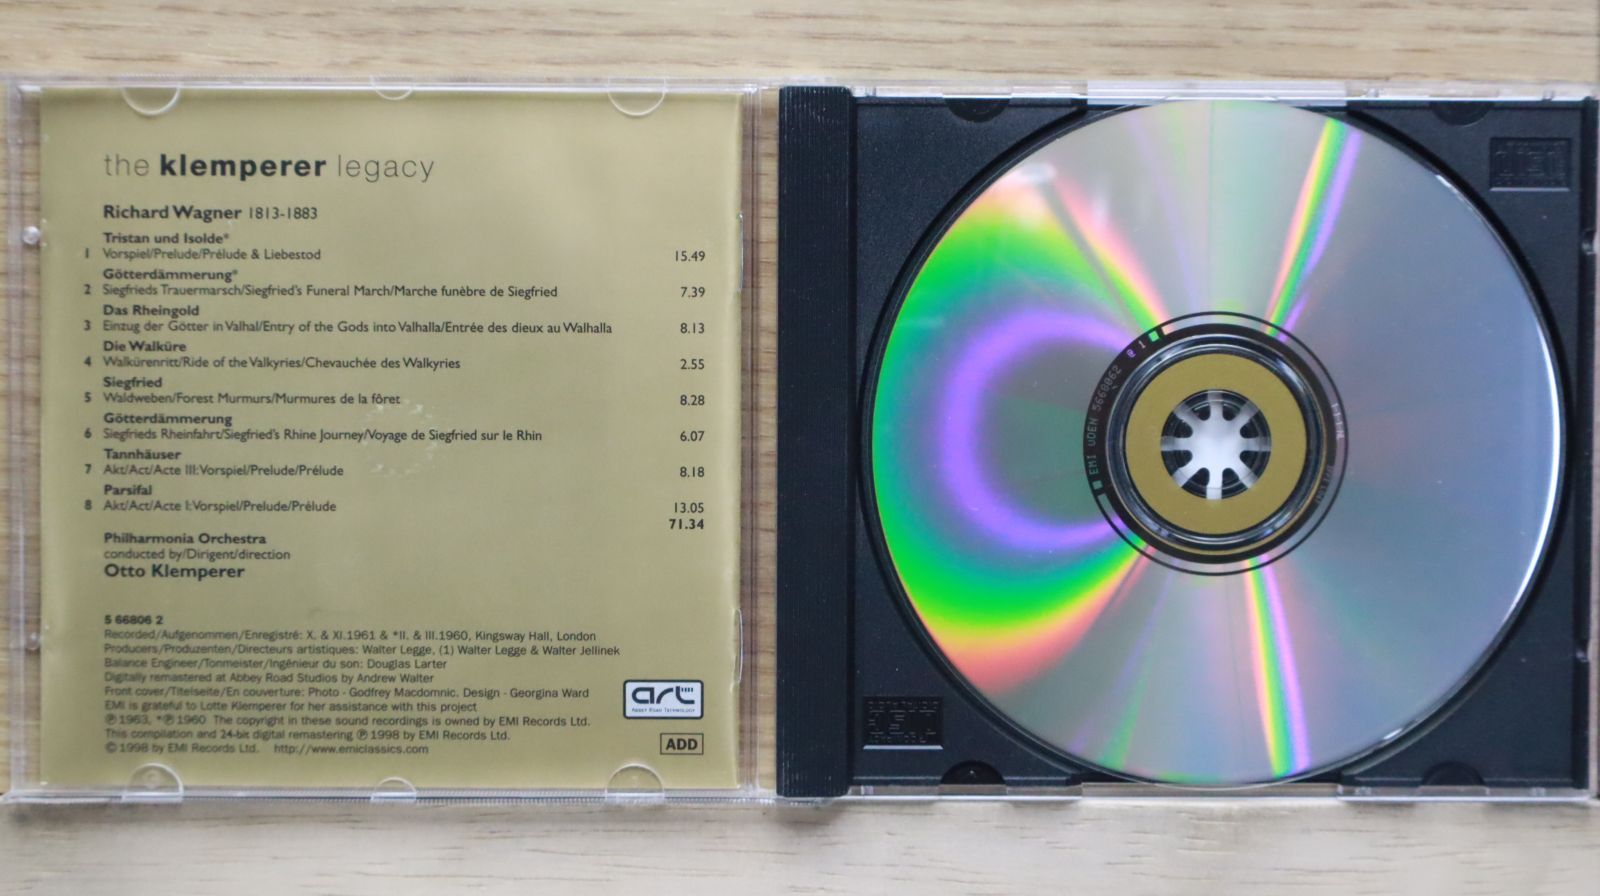 the klemperer legacy
Richard Wagner 1813-1883
Tristan und Isolde*
1 Vorspiel/Prelude/Prélude & Liebestod 15.49
Götterdämmerung*
2 Siegfrieds Trauermarsch/Siegfried's Funeral March/Marche funèbre de Siegfried 7.39
Das Rheingold
3 Einzug der Götter in Valhal/Entry of the Gods into Valhalla/Entrée des dieux au Walhalla 8.13
Die Walküre
4 Walkürenritt/Ride of the Valkyries/Chevauchée des Walkyries 2.55
Siegfried
5 Waldweben/Forest Murmurs/Murmures de la fôret 8.28
Götterdämmerung
6 Siegfrieds Rheinfahrt/Siegfried's Rhine Journey/Voyage de Siegfried sur le Rhin 6.07
Tannhäuser
7 Akt/Act/Acte III:Vorspiel/Prelude/Prélude 8.18
Parsifal
8 Akt/Act/Acte I:Vorspiel/Prelude/Prélude 13.05
71.34
Philharmonia Orchestra
conducted by/Dirigent/direction
Otto Klemperer
5 66806 2
Recorded/Aufgenommen/Enregistré: X. & XI.1961 & *II. & III.1960, Kingsway Hall, London
Producers/Produzenten/Directeurs artistiques: Walter Legge, (1) Walter Legge & Walter Jellinek
Balance Engineer/Tonmeister/Ingénieur du son: Douglas Larter
Digitally remastered at Abbey Road Studios by Andrew Walter
Front cover/Titelseite/En couverture: Photo - Godfrey Macdomnic. Design - Georgina Ward
EMI is grateful to Lotte Klemperer for her assistance with this project
℗ 1963, *℗ 1960 The copyright in these sound recordings is owned by EMI Records Ltd.
This compilation and 24-bit digital remastering ℗ 1998 by EMI Records Ltd.
© 1998 by EMI Records Ltd. http://www.emiclassics.com
art
ABBEY ROAD TECHNOLOGY
ADD
EMI UDEN 5668062 @ 1